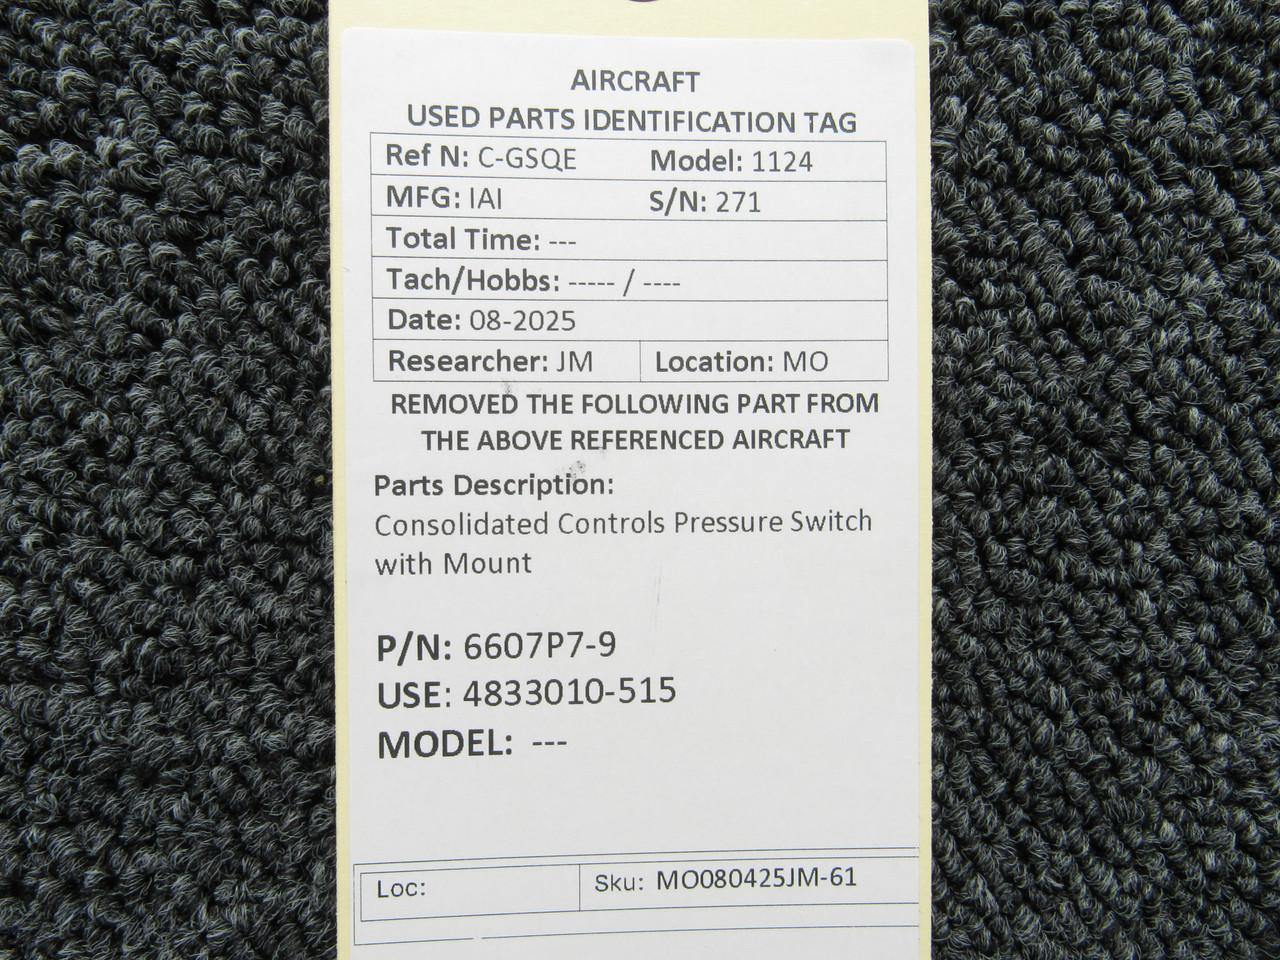 AIRCRAFT
USED PARTS IDENTIFICATION TAG
Ref N: C-GSQE Model: 1124
MFG: IAI S/N: 271
Total Time: ---
Tach/Hobbs: ----- / ----
Date: 08-2025
Researcher: JM Location: MO
REMOVED THE FOLLOWING PART FROM
THE ABOVE REFERENCED AIRCRAFT
Parts Description:
Consolidated Controls Pressure Switch
with Mount
P/N: 6607P7-9
USE: 4833010-515
MODEL: ---
Loc: Sku: MO080425JM-61